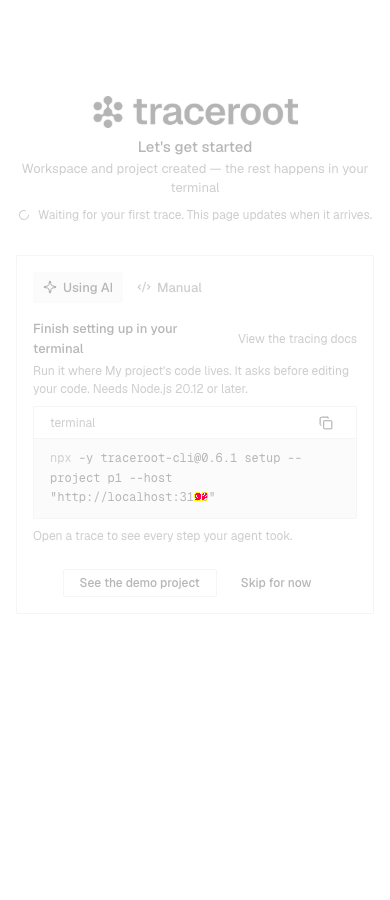 traceroot
Let's get started
Workspace and project created — the rest happens in your
terminal
Waiting for your first trace. This page updates when it arrives.
Using AI
Manual
Finish setting up in your
terminal
View the tracing docs
Run it where My project's code lives. It asks before editing
your code. Needs Node.js 20.12 or later.
terminal
npx -y traceroot-cli@0.6.1 setup --
project p1 --host
Open a trace to see every step your agent took.
See the demo project
Skip for now